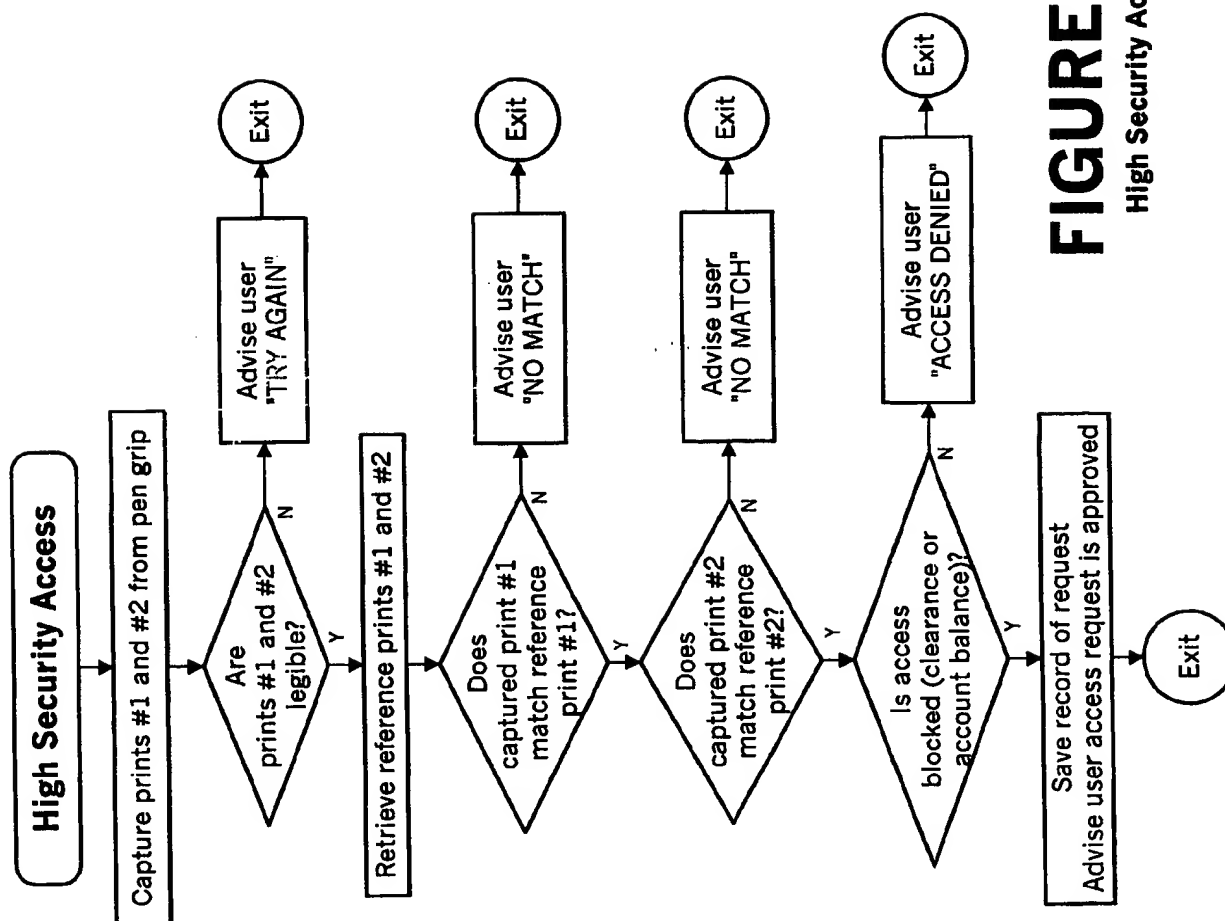 High Security Access
Capture prints #1 and #2 from pen grip
Are
prints #1 and #2
legible?
N
Y
Advise user
"TRY AGAIN"
Exit
Retrieve reference prints #1 and #2
Does
captured print #1
match reference
print #1?
N
Y
Advise user
"NO MATCH"
Exit
Does
captured print #2
match reference
print #2?
N
Y
Advise user
"NO MATCH"
Exit
Is access
blocked (clearance or
account balance)?
N
Y
Advise user
"ACCESS DENIED"
Exit
Save record of request
Advise user access request is approved
Exit
FIGURE
High Security